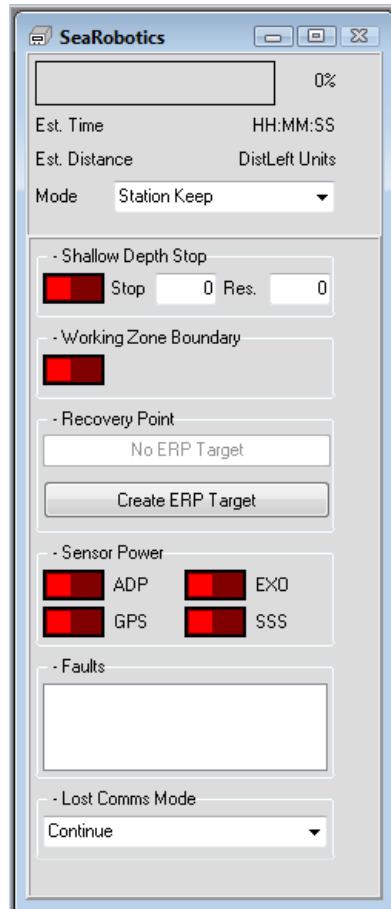 SeaRobotics
0%
Est. Time HH:MM:SS
Est. Distance DistLeft Units
Mode Station Keep
- Shallow Depth Stop
Stop 0 Res. 0
- Working Zone Boundary
- Recovery Point
No ERP Target
Create ERP Target
- Sensor Power
ADP EXO
GPS SSS
- Faults
- Lost Comms Mode
Continue